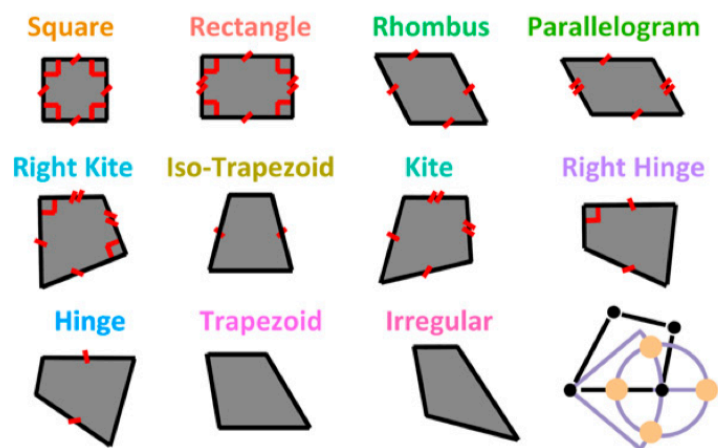 Square Rectangle Rhombus Parallelogram
Right Kite Iso-Trapezoid Kite Right Hinge
Hinge Trapezoid Irregular